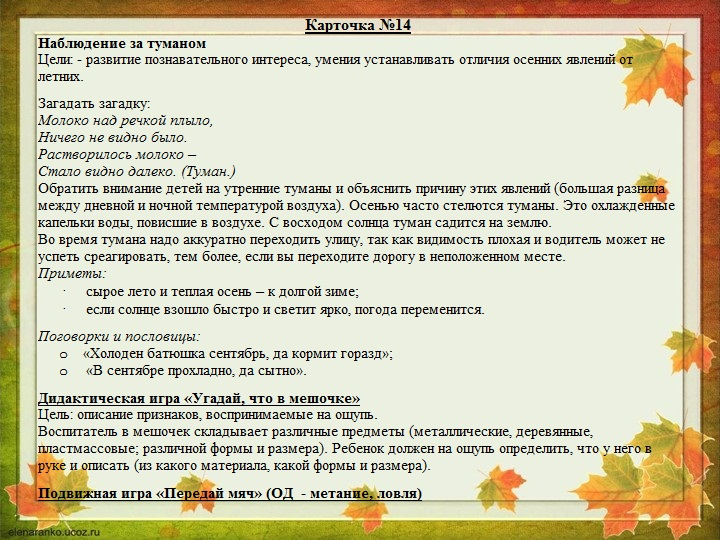 Карточка №14
Наблюдение за туманом
Цели: - развитие познавательного интереса, умения устанавливать отличия осенних явлений от
летних.
Загадать загадку:
Молоко над речкой плыло,
Ничего не видно было.
Растворилось молоко –
Стало видно далеко. (Туман.)
Обратить внимание детей на утренние туманы и объяснить причину этих явлений (большая разница
между дневной и ночной температурой воздуха). Осенью часто стелются туманы. Это охлажденные
капельки воды, повисшие в воздухе. С восходом солнца туман садится на землю.
Во время тумана надо аккуратно переходить улицу, так как видимость плохая и водитель может не
успеть среагировать, тем более, если вы переходите дорогу в неположенном месте.
Приметы:
· сырое лето и теплая осень – к долгой зиме;
· если солнце взошло быстро и светит ярко, погода переменится.
Поговорки и пословицы:
o «Холоден батюшка сентябрь, да кормит горазд»;
o «В сентябре прохладно, да сытно».
Дидактическая игра «Угадай, что в мешочке»
Цель: описание признаков, воспринимаемые на ощупь.
Воспитатель в мешочек складывает различные предметы (металлические, деревянные,
пластмассовые; различной формы и размера). Ребенок должен на ощупь определить, что у него в
руке и описать (из какого материала, какой формы и размера).
Подвижная игра «Передай мяч» (ОД - метание, ловля)
elenaranko.ucoz.ru